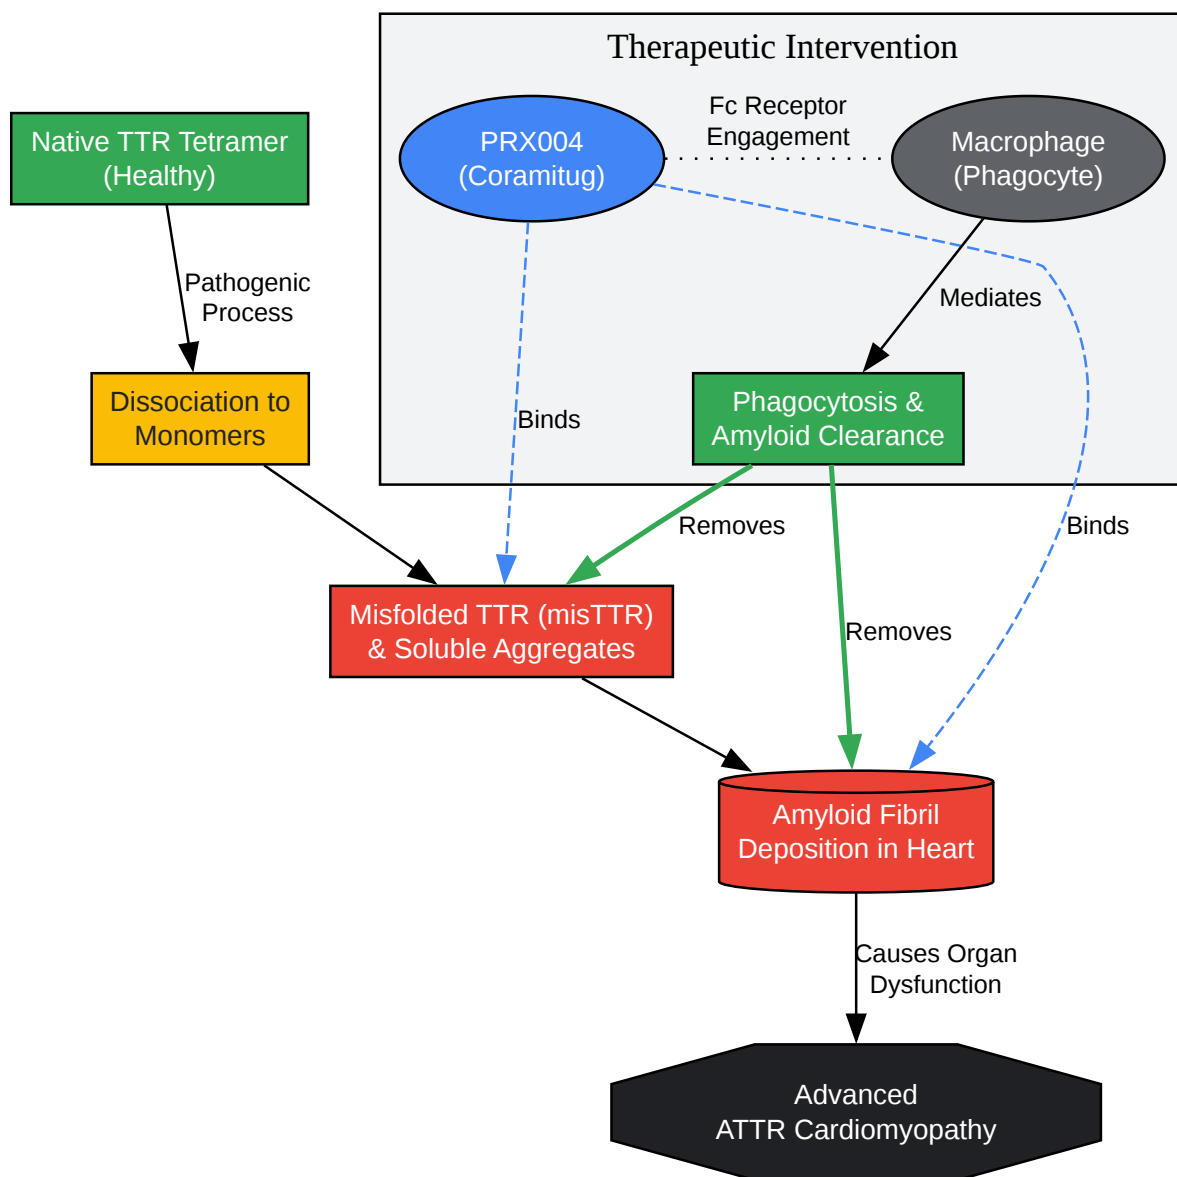 Therapeutic Intervention
Native TTR Tetramer
(Healthy)
PRX004
(Coramitug)
Fc Receptor
Engagement
Macrophage
(Phagocyte)
Pathogenic
Process
Mediates
Dissociation to
Monomers
Phagocytosis &
Amyloid Clearance
Binds
Removes
Binds
Misfolded TTR (misTTR)
& Soluble Aggregates
Removes
Amyloid Fibril
Deposition in Heart
Causes Organ
Dysfunction
Advanced
ATTR Cardiomyopathy